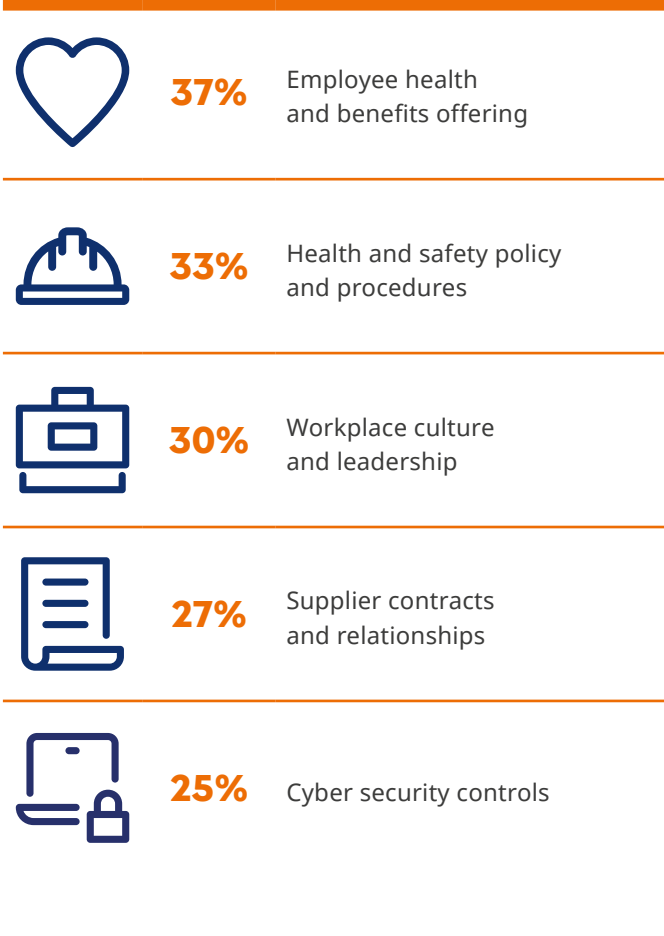 37%
Employee health
and benefits offering
33%
Health and safety policy
and procedures
30%
Workplace culture
and leadership
27%
Supplier contracts
and relationships
25%
Cyber security controls